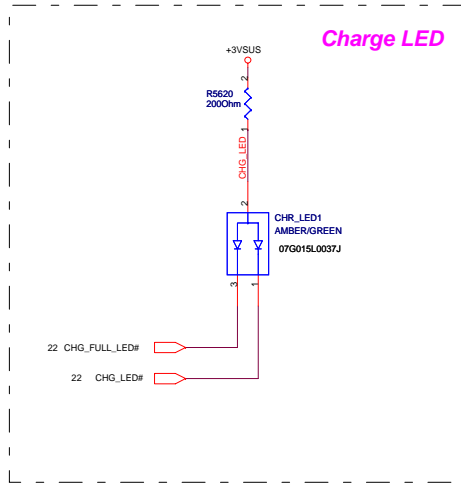 Charge LED
+3VSUS
2
R5620
200Ohm
1
CHG_LED
2
CHR_LED1
AMBER/GREEN
07G015L0037J
3
1
22 CHG_FULL_LED#
22 CHG_LED#